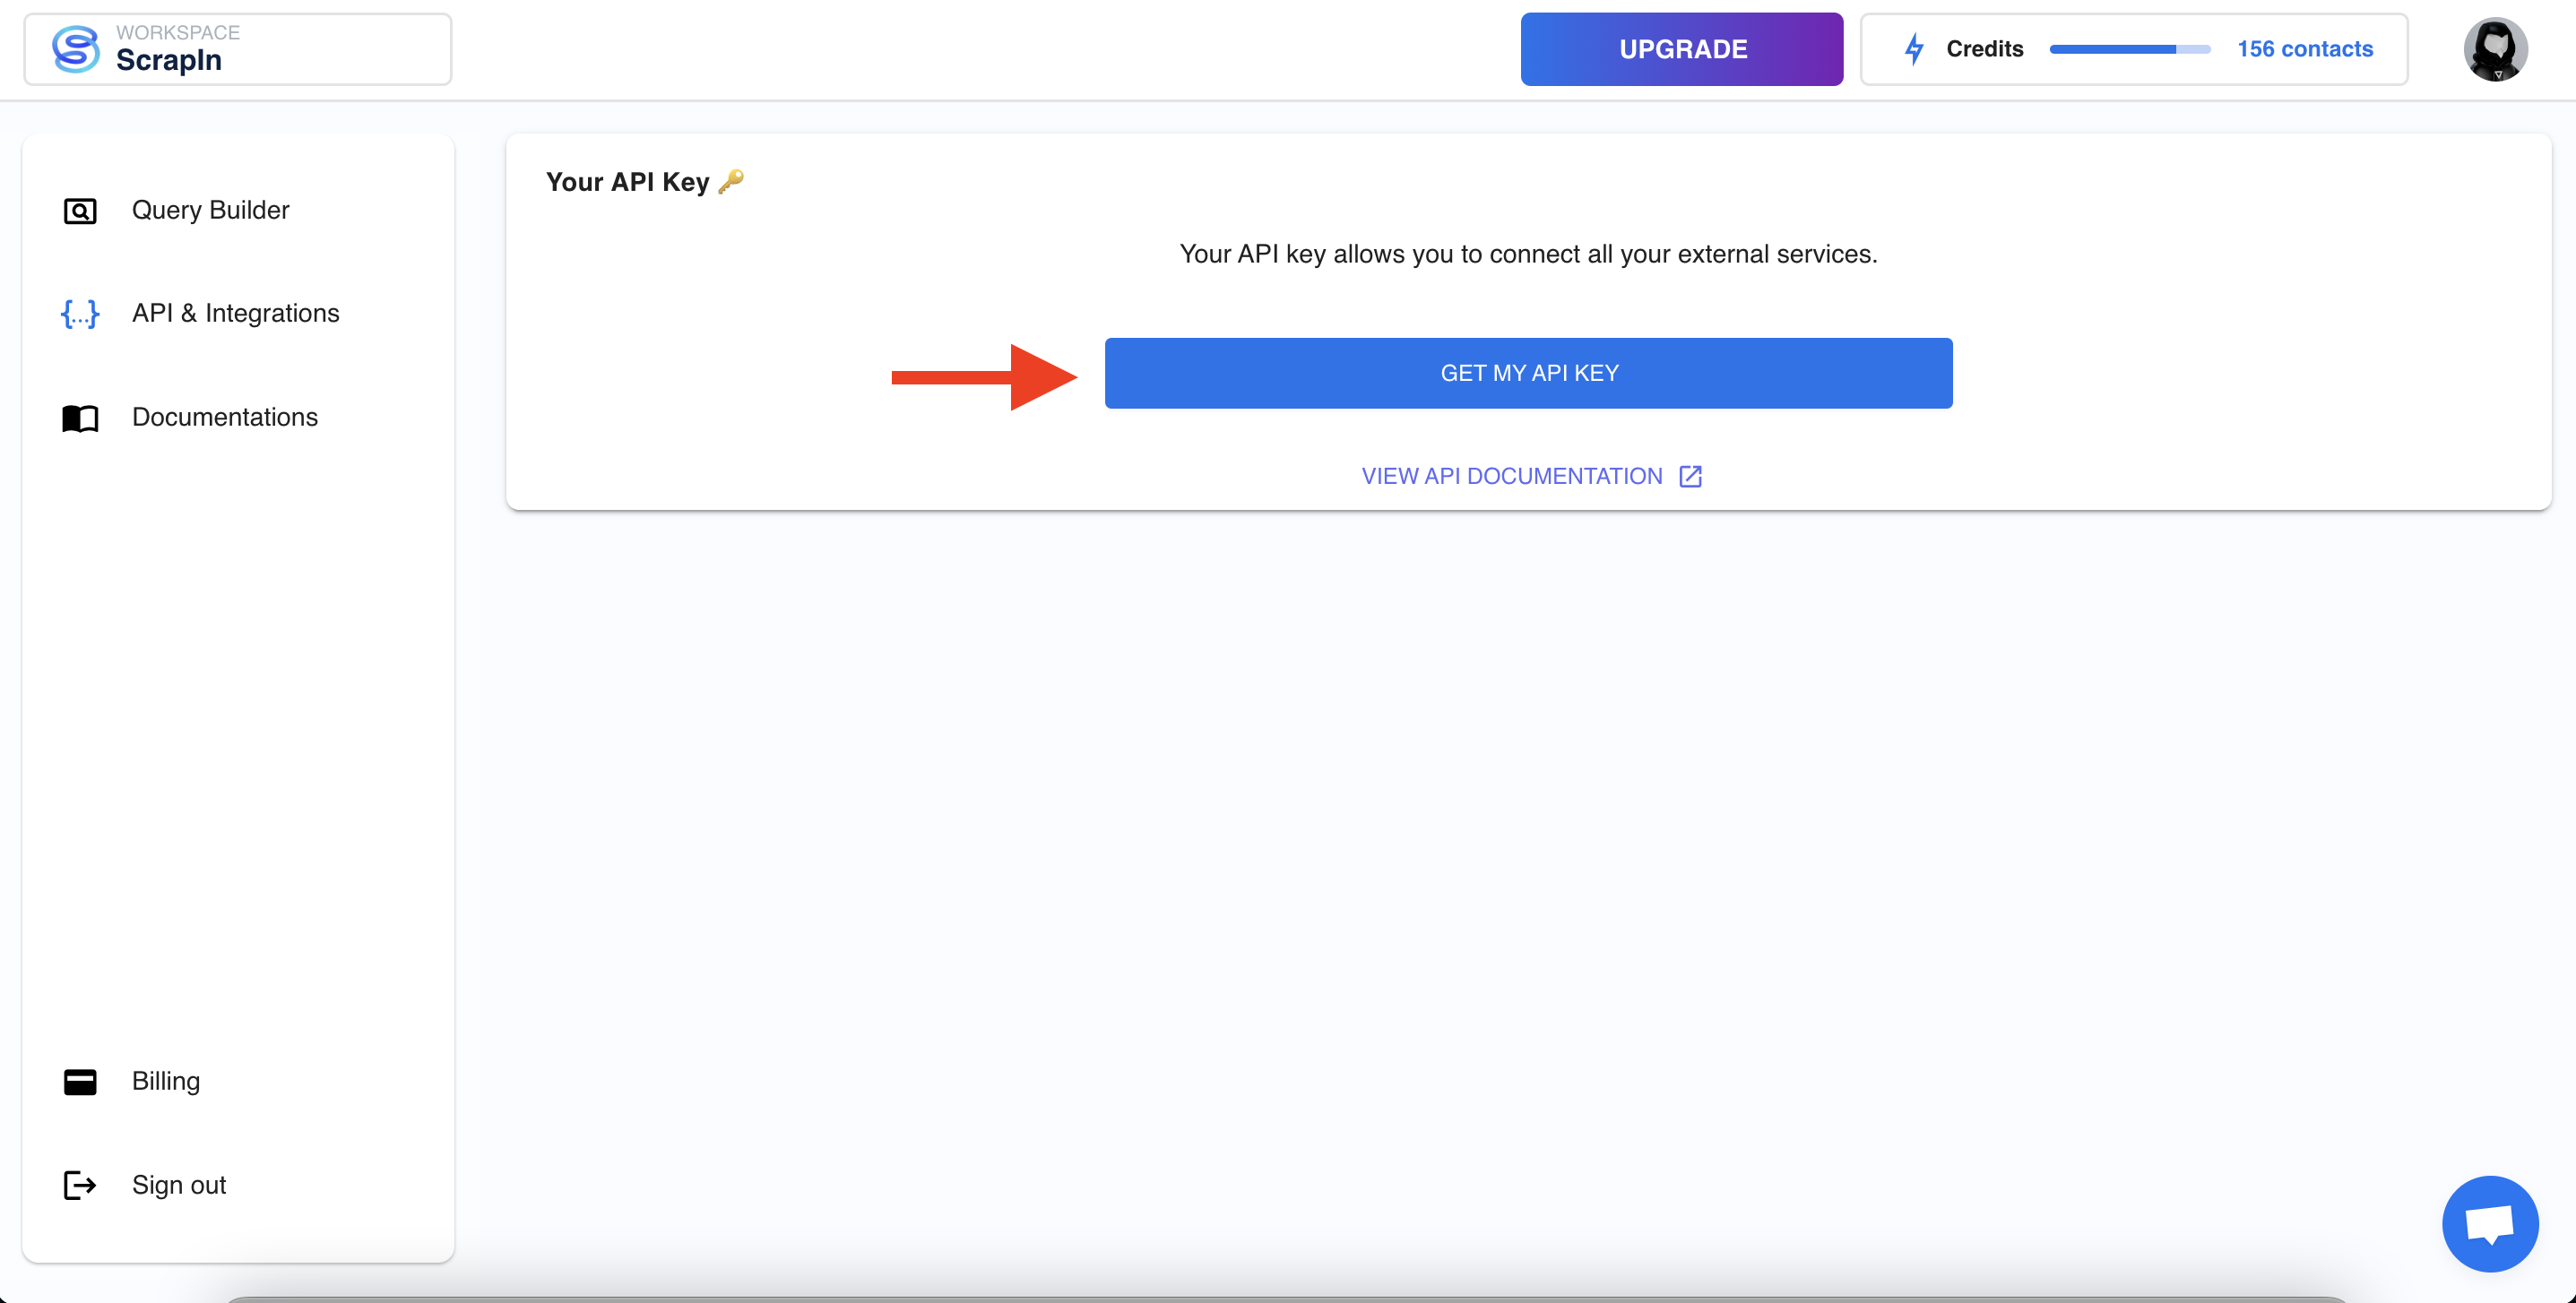 WORKSPACE
ScrapIn
UPGRADE
Credits
156 contacts
Query Builder
API & Integrations
Documentations
Billing
Sign out
Your API Key 🔑
Your API key allows you to connect all your external services.
GET MY API KEY
VIEW API DOCUMENTATION